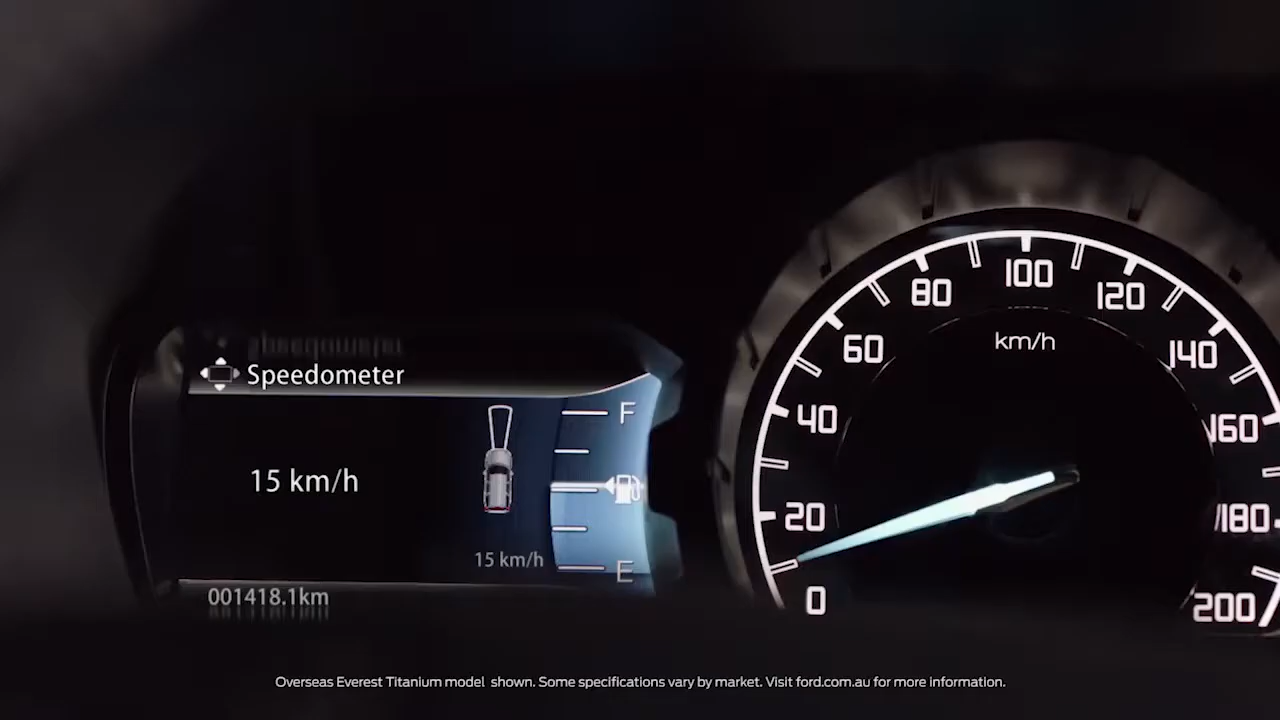 Speedometer
15 km/h
15 km/h
001418.1km
F
E
0
20
40
60
80
100
120
140
160
180
200
km/h
Overseas Everest Titanium model shown. Some specifications vary by market. Visit ford.com.au for more information.